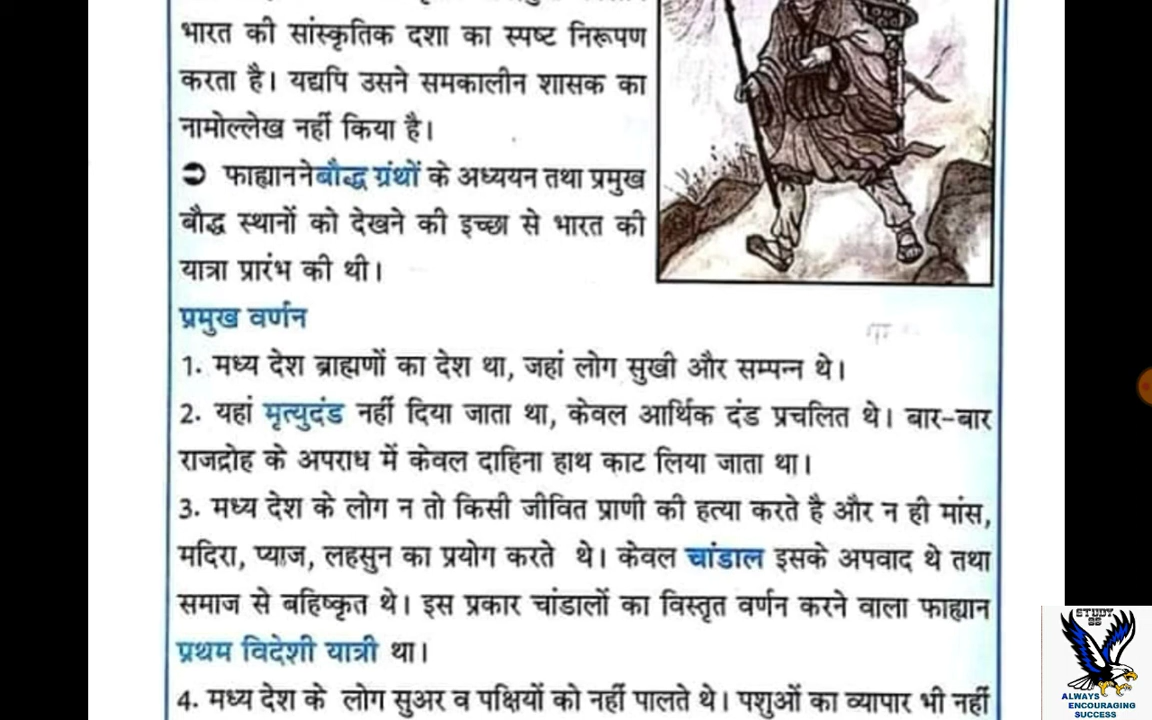 भारत की सांस्कृतिक दशा का स्पष्ट निरूपण
करता है। यद्यपि उसने समकालीन शासक का
नामोल्लेख नहीं किया है।
➲ फाह्यान ने बौद्ध ग्रंथों के अध्ययन तथा प्रमुख
बौद्ध स्थानों को देखने की इच्छा से भारत की
यात्रा प्रारंभ की थी।
प्रमुख वर्णन
1. मध्य देश ब्राह्मणों का देश था, जहां लोग सुखी और सम्पन्न थे।
2. यहां मृत्युदंड नहीं दिया जाता था, केवल आर्थिक दंड प्रचलित थे। बार-बार
राजद्रोह के अपराध में केवल दाहिना हाथ काट लिया जाता था।
3. मध्य देश के लोग न तो किसी जीवित प्राणी की हत्या करते है और न ही मांस,
मदिरा, प्याज, लहसुन का प्रयोग करते थे। केवल चांडाल इसके अपवाद थे तथा
समाज से बहिष्कृत थे। इस प्रकार चांडालों का विस्तृत वर्णन करने वाला फाह्यान
प्रथम विदेशी यात्री था।
4. मध्य देश के लोग सुअर व पक्षियों को नहीं पालते थे। पशुओं का व्यापार भी नहीं
STUDY
ALWAYS
ENCOURAGING
SUCCESS